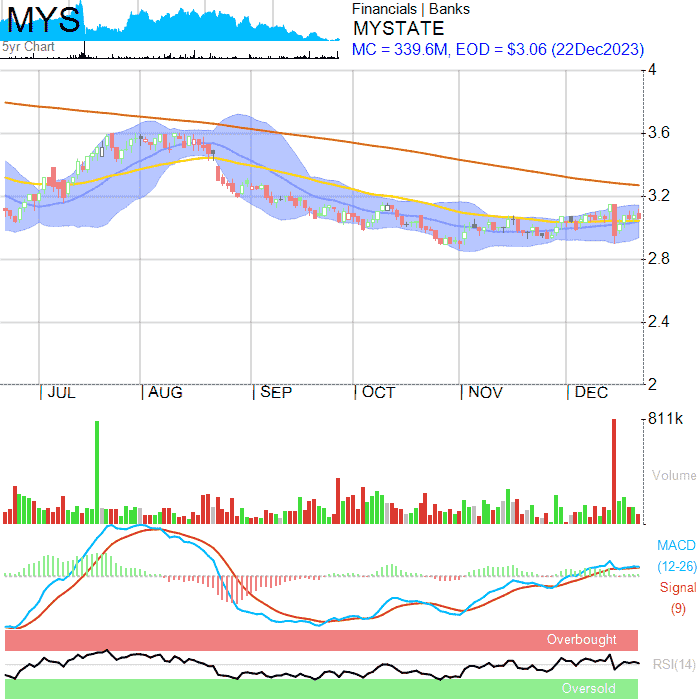 MYS
5yr Chart
Financials | Banks
MYSTATE
MC = 339.6M, EOD = $3.06 (22Dec2023)
4
3.6
3.2
2.8
2.4
2
JUL AUG SEP OCT NOV DEC
811k
Volume
MACD
(12-26)
Signal
(9)
Overbought
RSI(14)
Oversold